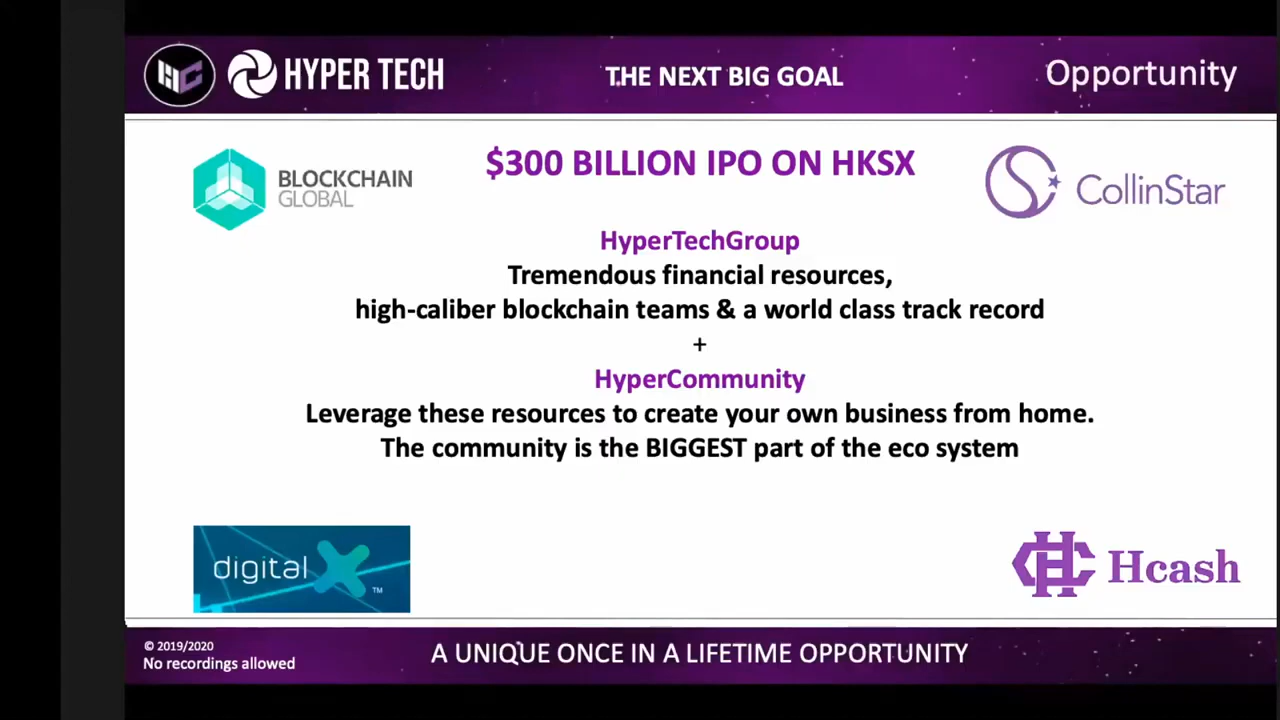 HC
HYPER TECH
THE NEXT BIG GOAL
Opportunity
BLOCKCHAIN
GLOBAL
$300 BILLION IPO ON HKSX
CollinStar
HyperTechGroup
Tremendous financial resources,
high-caliber blockchain teams & a world class track record
+
HyperCommunity
Leverage these resources to create your own business from home.
The community is the BIGGEST part of the eco system
digital X ™
HC Hcash
© 2019/2020
No recordings allowed
A UNIQUE ONCE IN A LIFETIME OPPORTUNITY